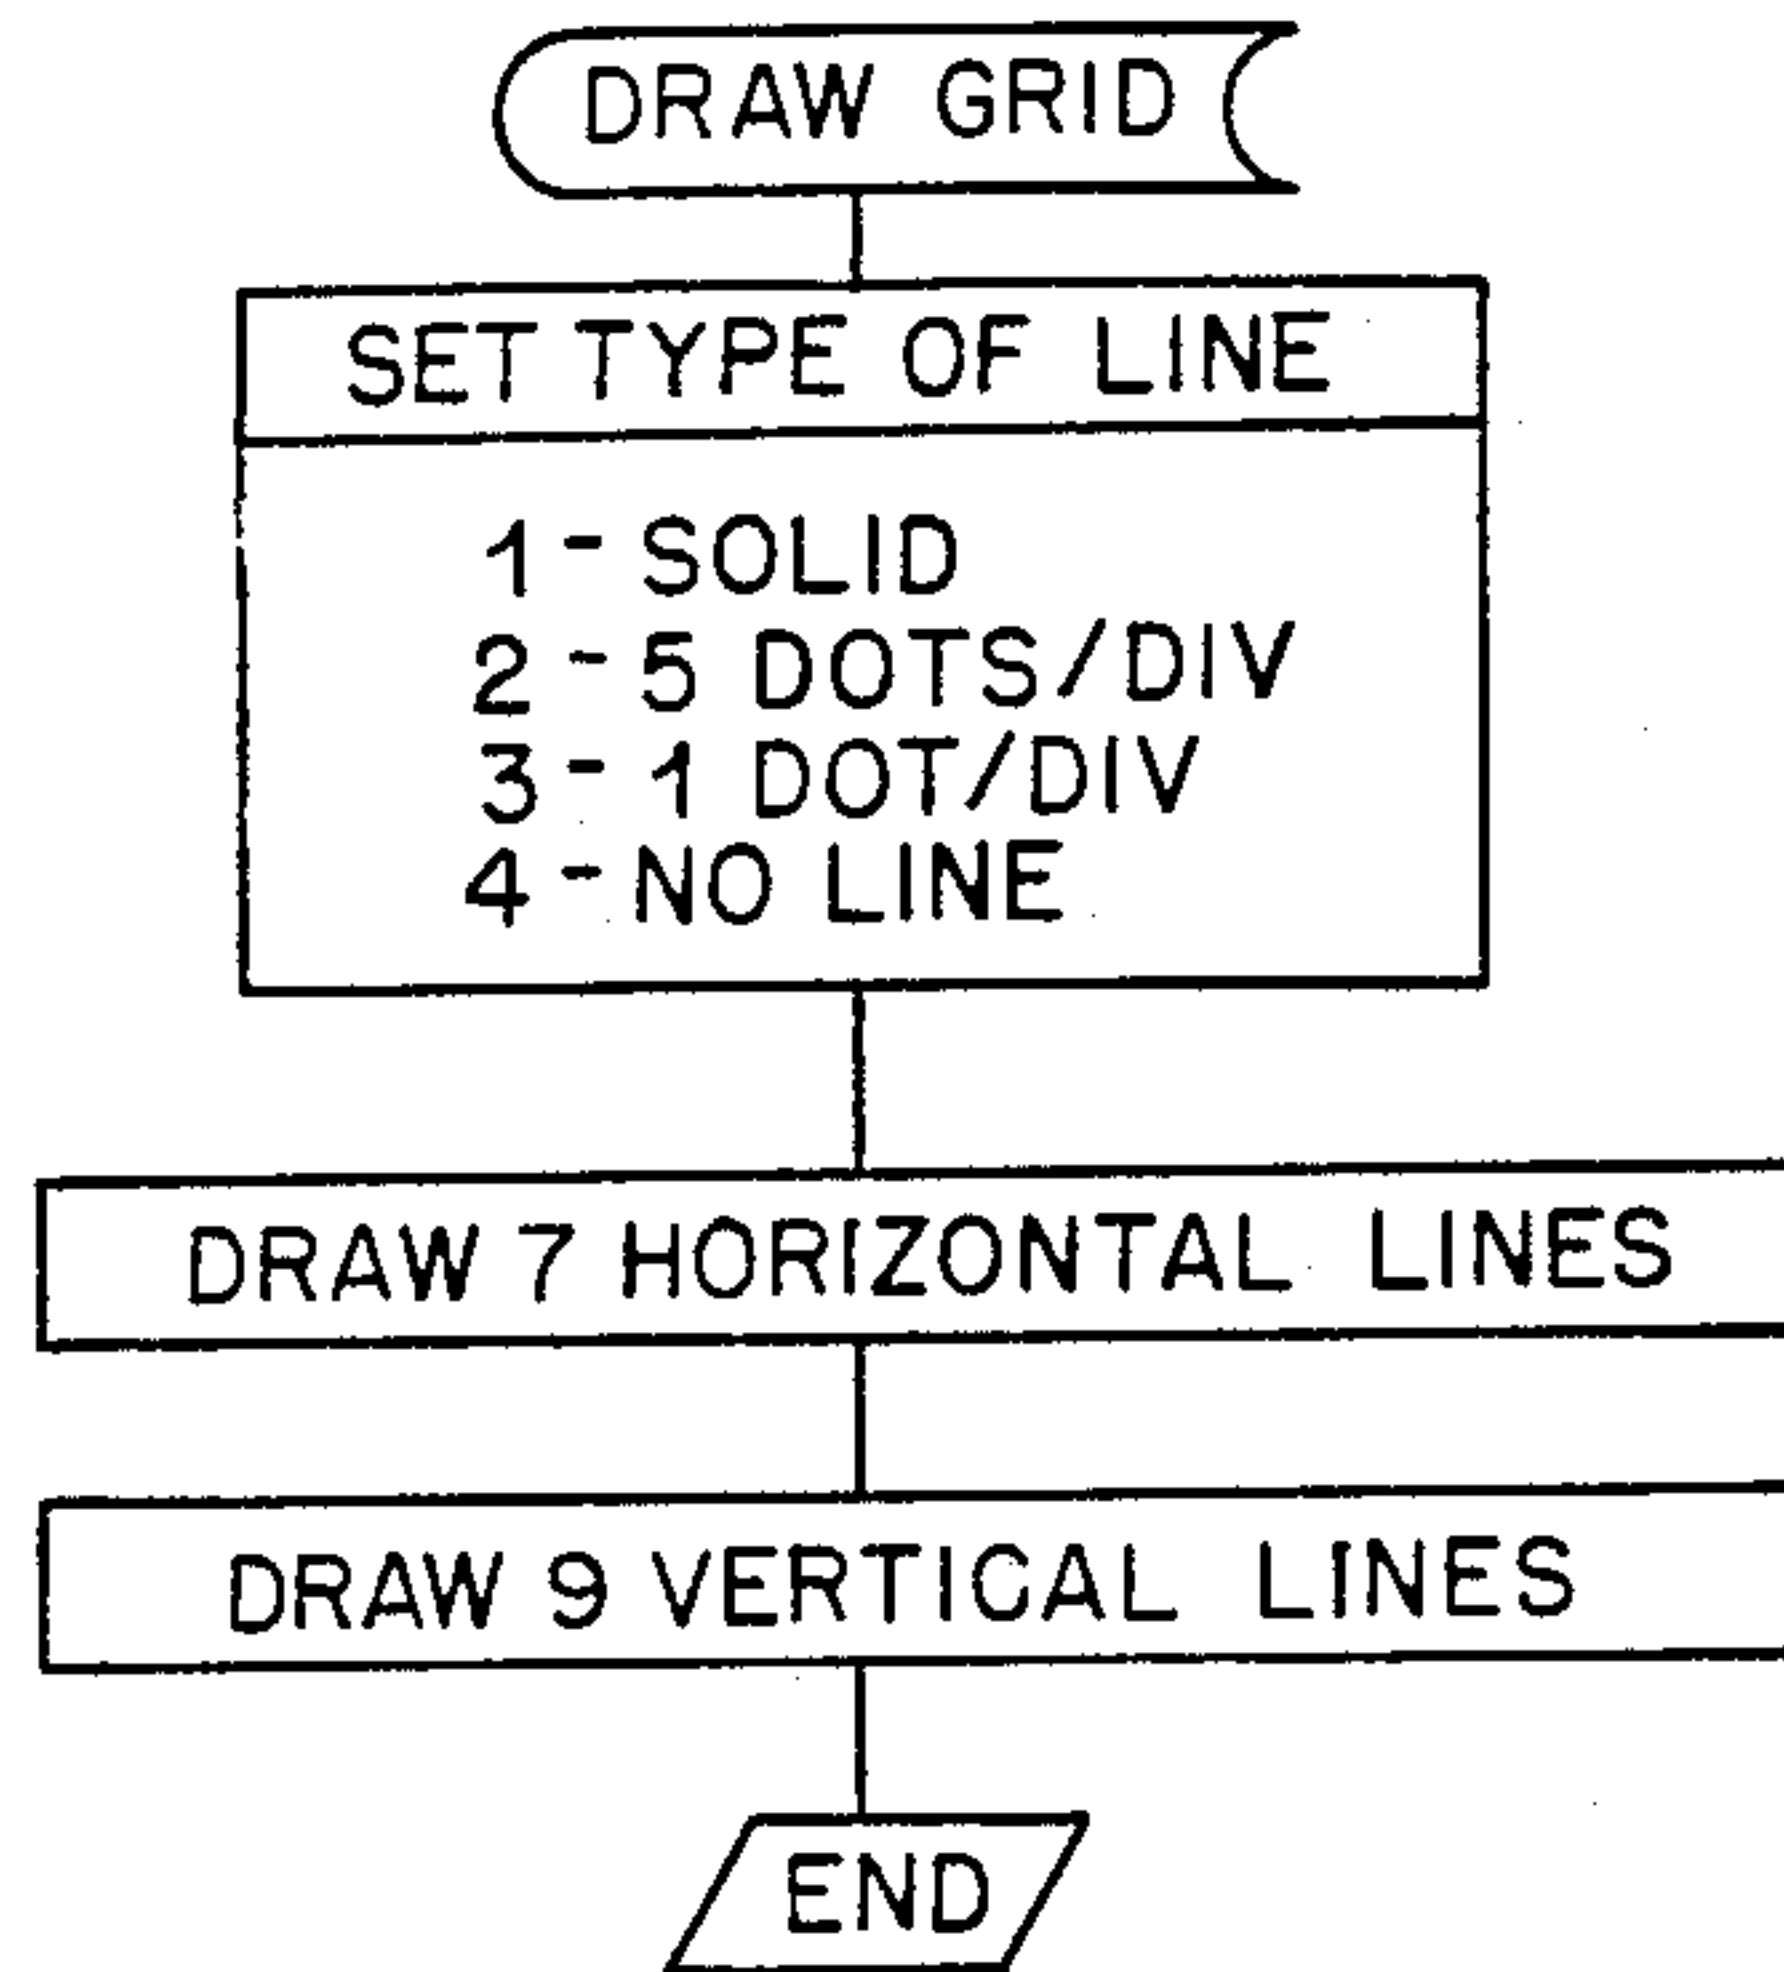 DRAW GRID
SET TYPE OF LINE
1 - SOLID
2 - 5 DOTS/DIV
3 - 1 DOT/DIV
4 - NO LINE
DRAW 7 HORIZONTAL LINES
DRAW 9 VERTICAL LINES
END